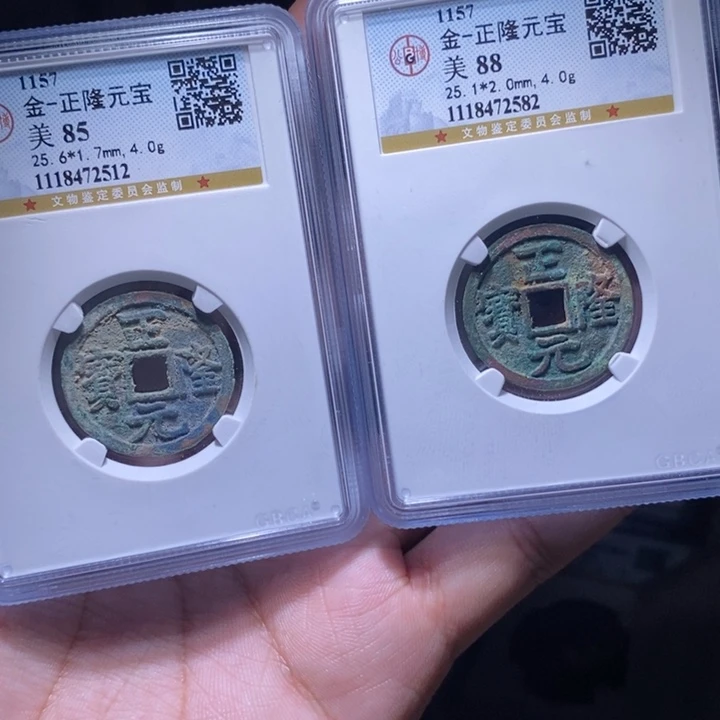 1157
金-正隆元宝
美 85
25.6*1.7mm, 4.0g
1118472512
★ 文物鉴定委员会监制 ★
正隆元寳
1157
金-正隆元宝
美 88
25.1*2.0mm, 4.0g
1118472582
★ 文物鉴定委员会监制 ★
正隆元寳